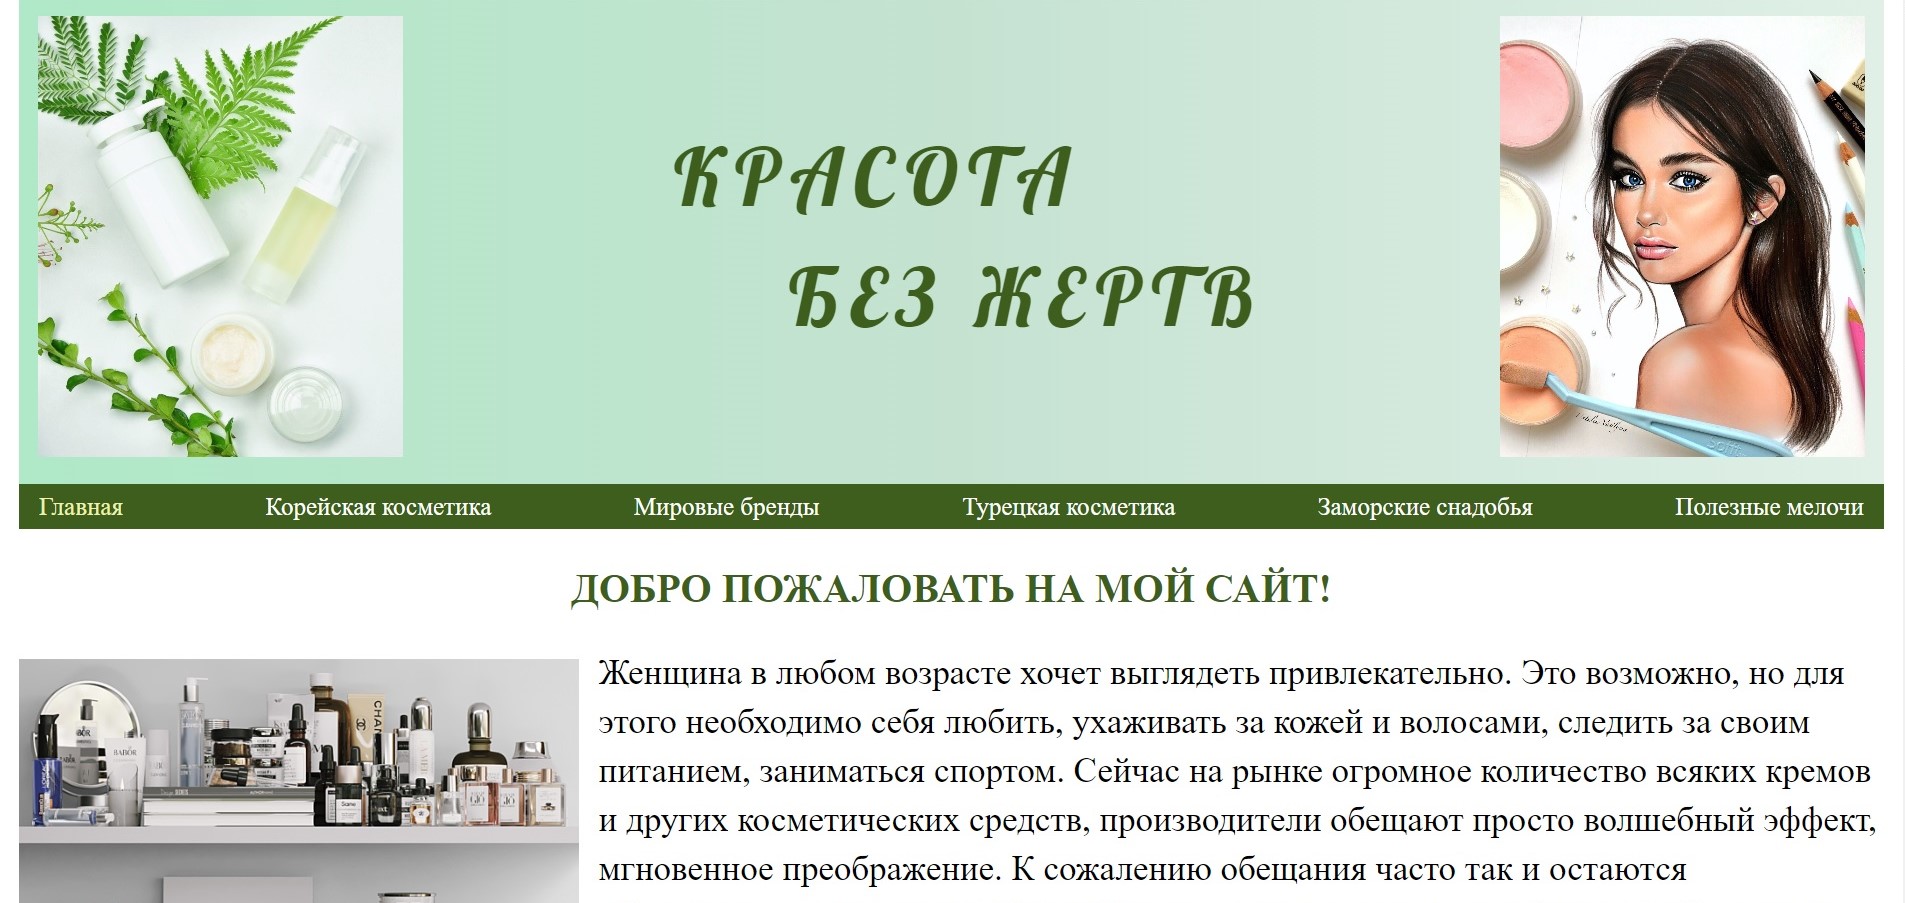 КРАСОТА
БЕЗ ЖЕРТВ
Главная Корейская косметика Мировые бренды Турецкая косметика Заморские снадобья Полезные мелочи
ДОБРО ПОЖАЛОВАТЬ НА МОЙ САЙТ!
Женщина в любом возрасте хочет выглядеть привлекательно. Это возможно, но для
этого необходимо себя любить, ухаживать за кожей и волосами, следить за своим
питанием, заниматься спортом. Сейчас на рынке огромное количество всяких кремов
и других косметических средств, производители обещают просто волшебный эффект,
мгновенное преображение. К сожалению обещания часто так и остаются
BABOR
BABOR